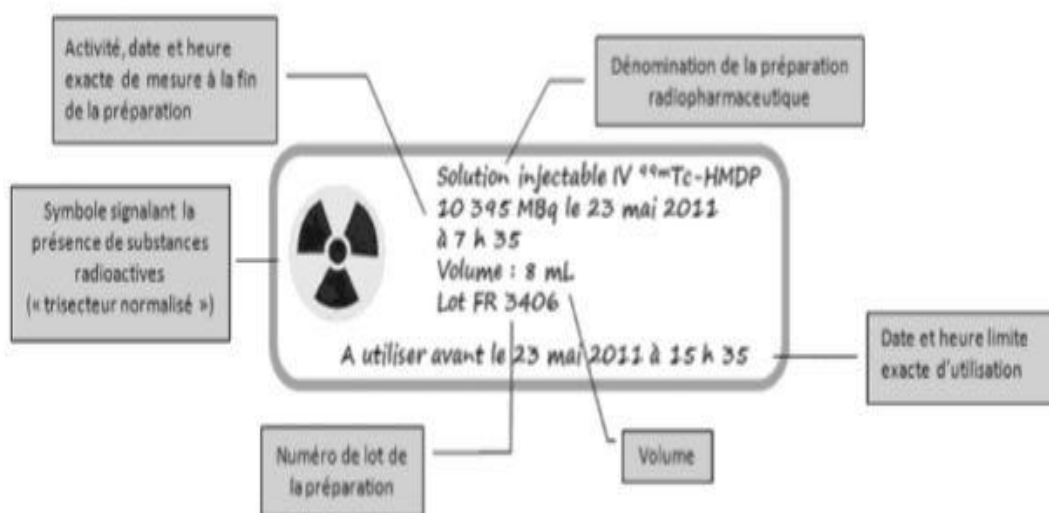 Activité, date et heure
exacte de mesure à la fin
de la préparation
Dénomination de la préparation
radiopharmaceutique
Symbole signalant la
présence de substances
radioactives
(« trisecteur normalisé »)
Solution injectable IV ⁹⁹ᵐTc-HMDP
10 395 MBq le 23 mai 2011
à 7 h 35
Volume : 8 mL
Lot FR 3406
A utiliser avant le 23 mai 2011 à 15 h 35
Date et heure limite
exacte d'utilisation
Numéro de lot de
la préparation
Volume